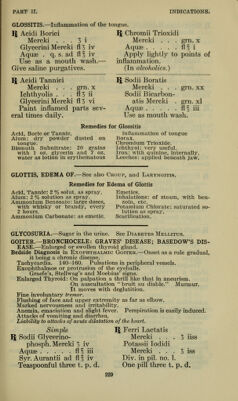 PART II.
INDICATIONS.
GLOSSITIS.—Inflammation of the tongue.
℞ Acidi Borici
Mercki . . . ʒ i
Glycerini Mercki fl℥ iv
Aquæ . q. s. ad fl℥ iv
Use as a mouth wash.—
Give saline purgatives.
℞ Chromii Trioxidi
Mercki . . . grn. x
Aquæ . . . . fl℥ i
Apply lightly to points of
inflammation.
(In alcoholics.)
℞ Acidi Tannici
Mercki . . . grn. x
Ichthyolis . . fl℥ ii
Glycerini Mercki fl℥ vi
Paint inflamed parts sev-
eral times daily.
℞ Sodii Boratis
Mercki . . . grn. xx
Sodii Bicarbon-
atis Mercki . grn. xl
Aquæ . . . . fl℥ iii
Use as mouth wash.
Remedies for Glossitis
Acid, Boric or Tannic.
Alum: dry powder dusted on
tongue.
Bismuth Subnitrate: 20 grains
with 1 oz. glycerin and 7 oz.
water as lotion in erythematous
inflammation of tongue
Borax.
Chromium Trioxide.
Ichthyol: very useful.
Iron; with quinine internally.
Leeches: applied beneath jaw.
GLOTTIS, EDEMA OF.—See also Croup, and Laryngitis.
Remedies for Edema of Glottis
Acid, Tannic: 2 % solut. as spray.
Alum: 2 % solution as spray.
Ammonium Benzoate: large doses,
with whisky or brandy, every
2 hours.
Ammonium Carbonate: as emetic.
Emetics.
Inhalations: of steam, with ben-
zoin, etc.
Potassium Chlorate: saturated so-
lution as spray.
Scarification.
GLYCOSURIA.—Sugar in the urine. See Diabetes Mellitus.
GOITER.—BRONCHOCELE: GRAVES' DISEASE; BASEDOW'S DIS-
EASE.—Enlarged or swollen thyroid gland.
Bedside Diagnosis in Exophthalmic Goiter.—Onset as a rule gradual,
it being a chronic disease.
Tachycardia. 140-160. Pulsations in peripheral vessels.
Exophthalmos or protrusion of the eyeballs.
Graefe's, Stellwag's and Moebius' signs.
Enlarged Thyroid: On palpation a thrill like that in aneurism.
On auscultation "bruit au diable." Murmur.
It moves with deglutition.
Fine involuntary tremor.
Flushing of face and upper extremity as far as elbow.
Marked nervousness and irritability.
Anemia, emaciation and slight fever. Perspiration is easily induced.
Attacks of vomiting and diarrhea.
Liability to attacks of acute dilatation of the heart.
Simple
℞ Sodii Glycerino-
phosph. Mercki ℥ iv
Aquæ . . . . fl℥ iii
Syr. Aurantii ad fl℥ iv
Teaspoonful three t. p. d.
℞ Ferri Lactatis
Mercki . . ℥ iss
Potassii Iodidi
Mercki . . . ʒ iss
Div. in pil. no. l.
One pill three t. p. d.
299